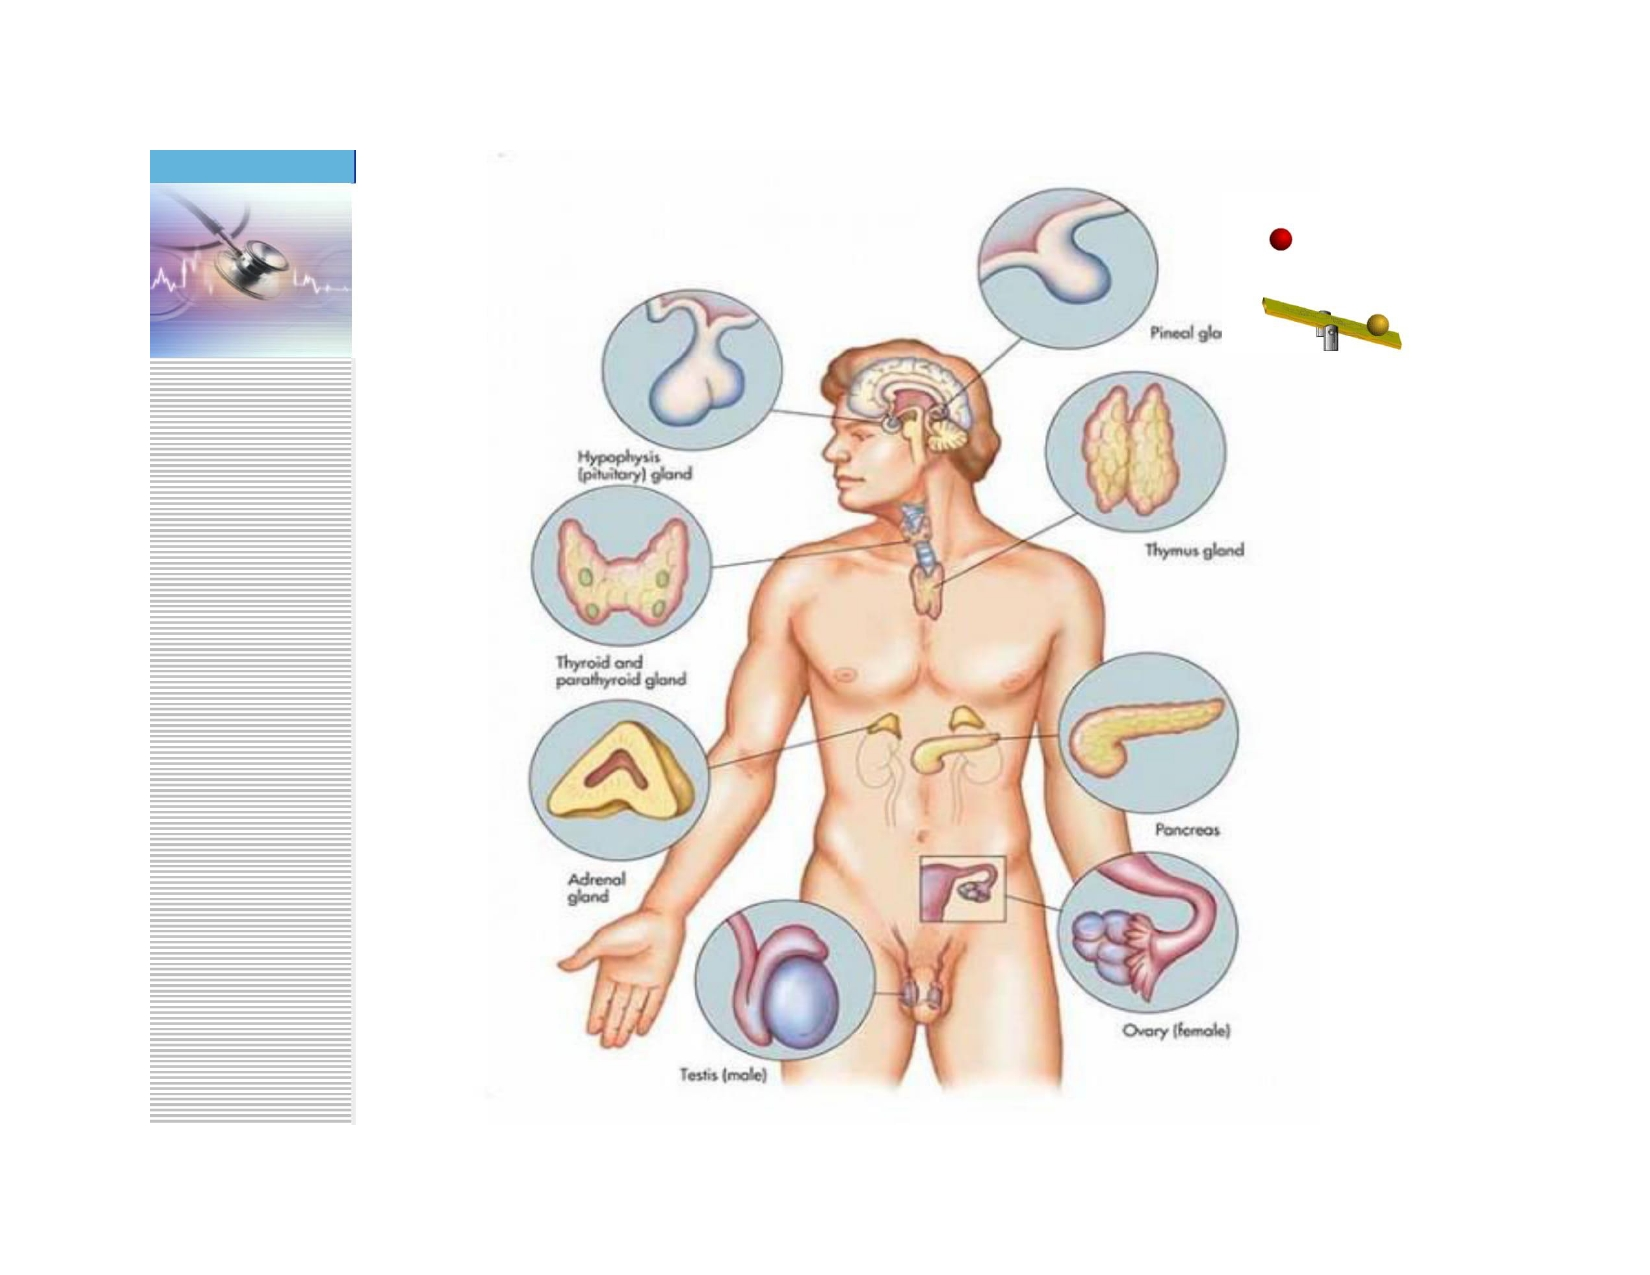 Pineal gla
Hypophysis
(pituitary) gland
Thymus gland
Thyroid and
parathyroid gland
Pancreas
Adrenal
gland
Ovary (female)
Testis (male)